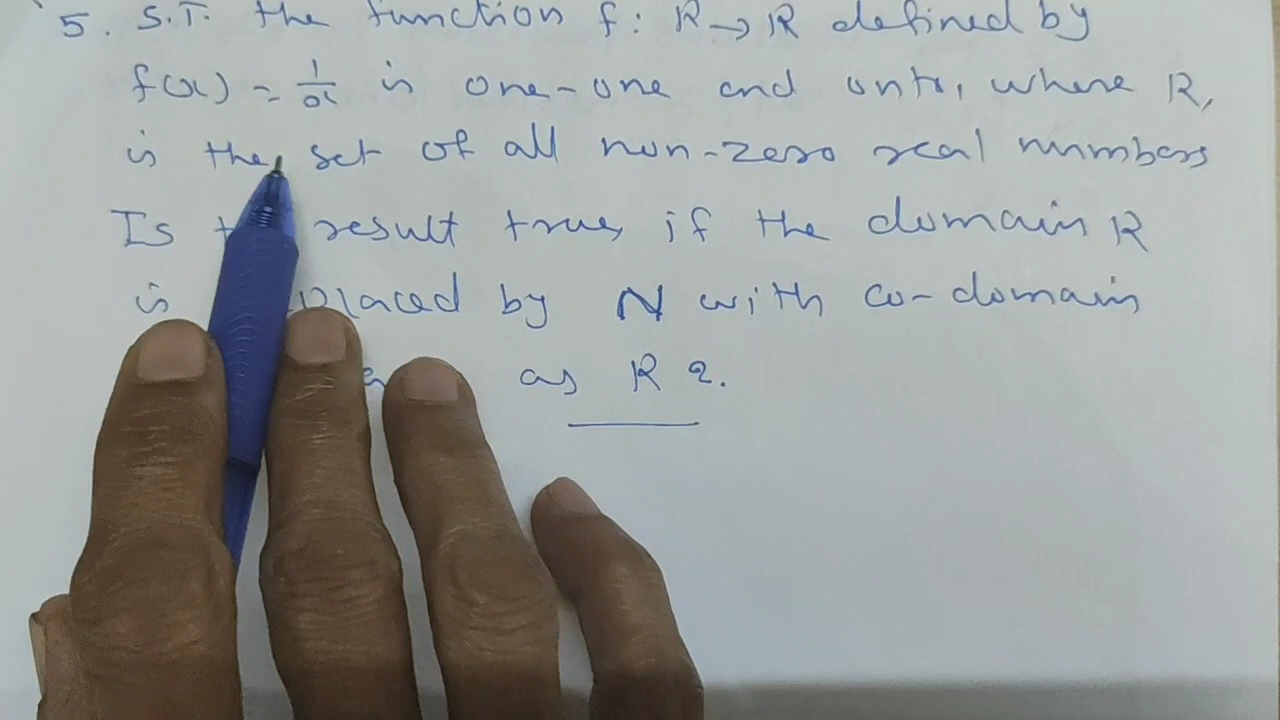 5. S.T. the function f: R→R defined by
f(x) = 1/x is one-one and onto, where R,
is the set of all non-zero real numbers
Is result true, if the domain R
is by N with co-domain
as R ?.